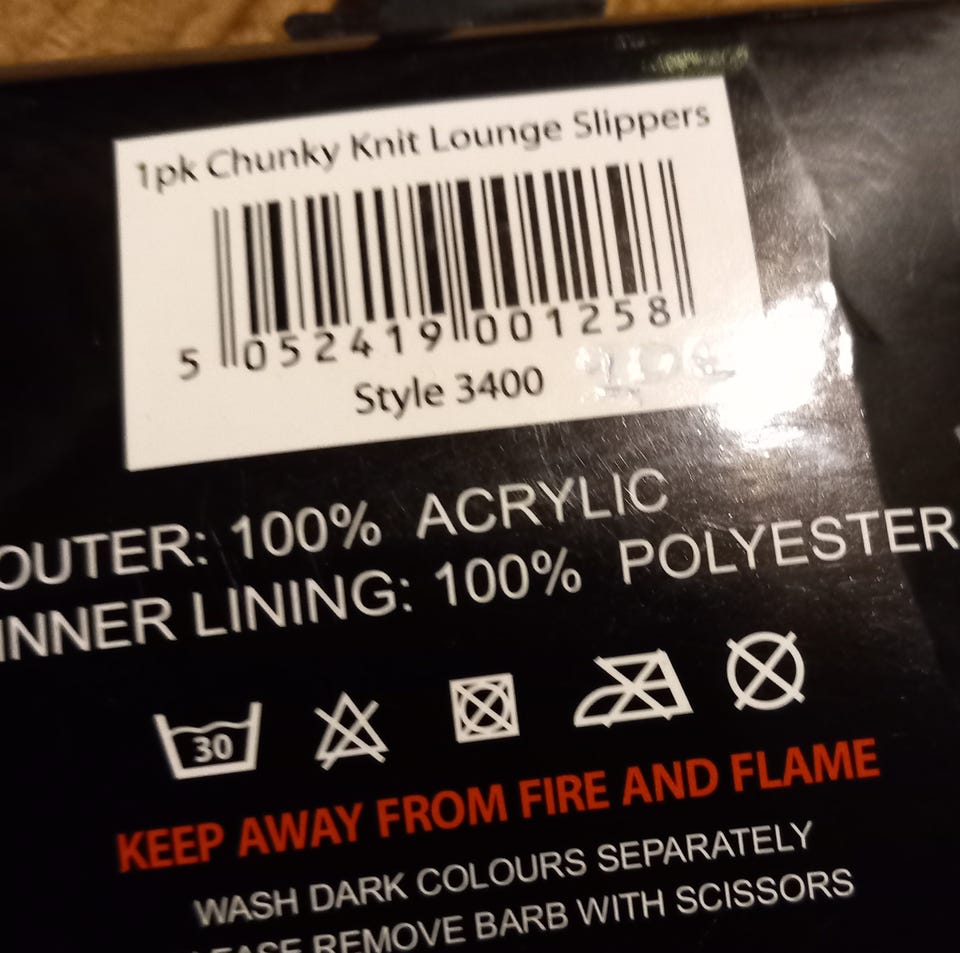 1pk Chunky Knit Lounge Slippers
5 052419 001258
Style 3400
OUTER: 100% ACRYLIC
INNER LINING: 100% POLYESTER
30
KEEP AWAY FROM FIRE AND FLAME
WASH DARK COLOURS SEPARATELY
REMOVE BARB WITH SCISSORS